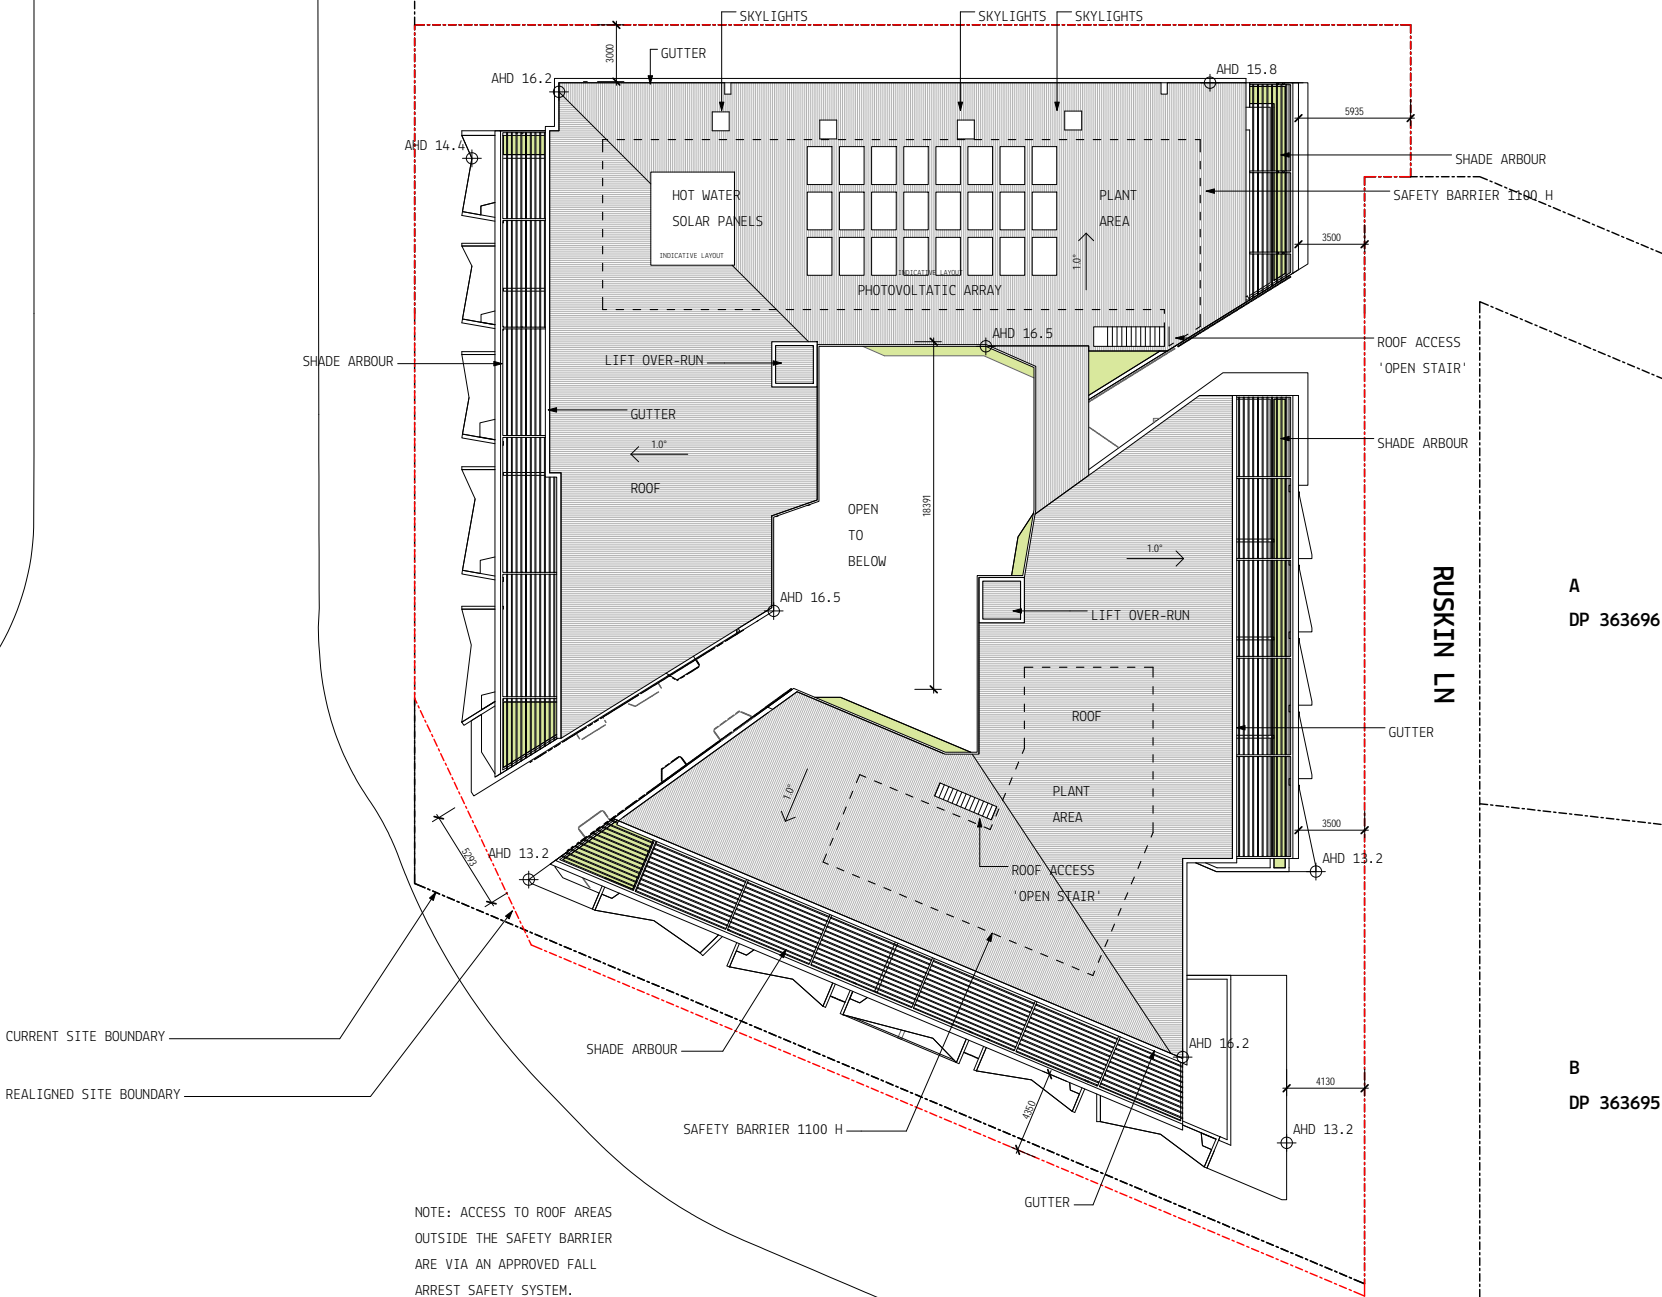 SKYLIGHTS
SKYLIGHTS
SKYLIGHTS
3000
GUTTER
AHD 16.2
AHD 15.8
5935
AHD 14.4
SHADE ARBOUR
HOT WATER
SOLAR PANELS
INDICATIVE LAYOUT
PLANT
AREA
SAFETY BARRIER 1100 H
3500
1.0°
INDICATIVE LAYOUT
PHOTOVOLTATIC ARRAY
AHD 16.5
ROOF ACCESS
'OPEN STAIR'
SHADE ARBOUR
LIFT OVER-RUN
GUTTER
1.0°
ROOF
SHADE ARBOUR
OPEN
TO
BELOW
18391
1.0°
RUSKIN LN
A
DP 363696
AHD 16.5
LIFT OVER-RUN
ROOF
GUTTER
1.0°
PLANT
AREA
3500
5293
AHD 13.2
AHD 13.2
ROOF ACCESS
'OPEN STAIR'
CURRENT SITE BOUNDARY
SHADE ARBOUR
AHD 16.2
REALIGNED SITE BOUNDARY
4350
4130
B
DP 363695
SAFETY BARRIER 1100 H
AHD 13.2
GUTTER
NOTE: ACCESS TO ROOF AREAS
OUTSIDE THE SAFETY BARRIER
ARE VIA AN APPROVED FALL
ARREST SAFETY SYSTEM.